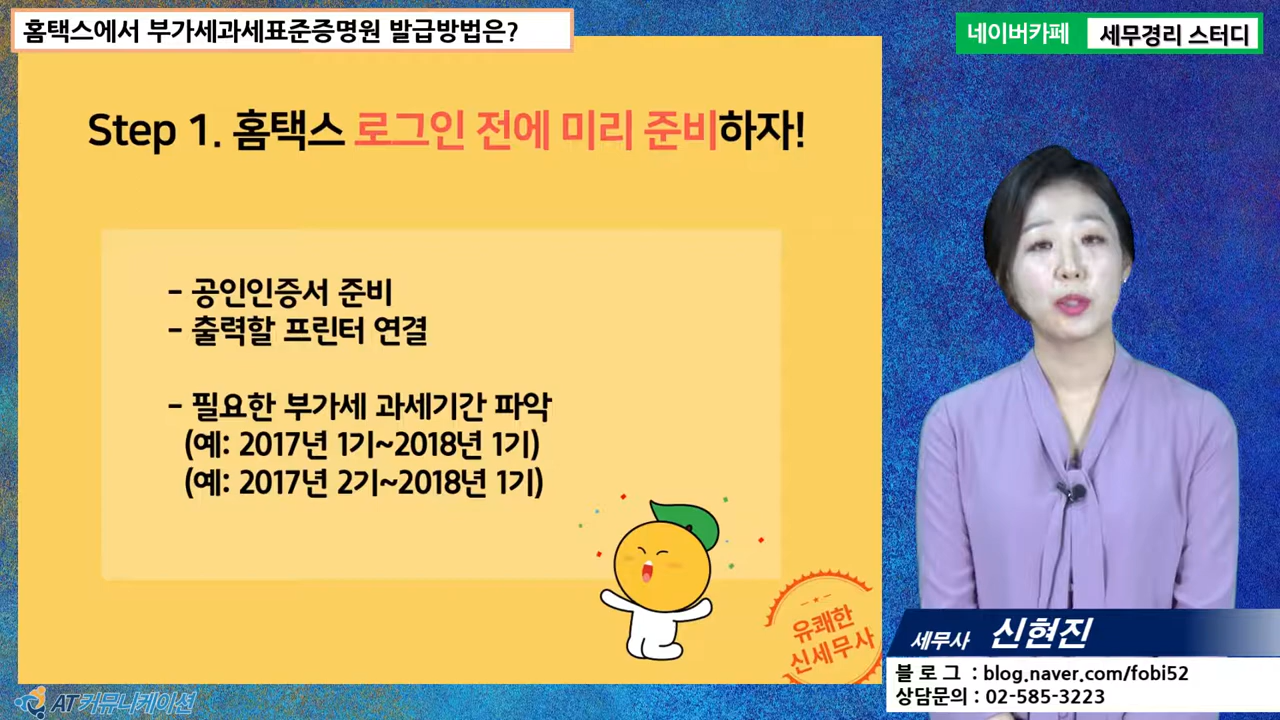 홈택스에서 부가세과세표준증명원 발급방법은?
네이버카페 세무경리 스터디
Step 1. 홈택스 로그인 전에 미리 준비하자!
- 공인인증서 준비
- 출력할 프린터 연결
- 필요한 부가세 과세기간 파악
(예: 2017년 1기~2018년 1기)
(예: 2017년 2기~2018년 1기)
유쾌한
신세무사
세무사 신현진
블 로 그 : blog.naver.com/fobi52
상담문의 : 02-585-3223
AT커뮤니케이션